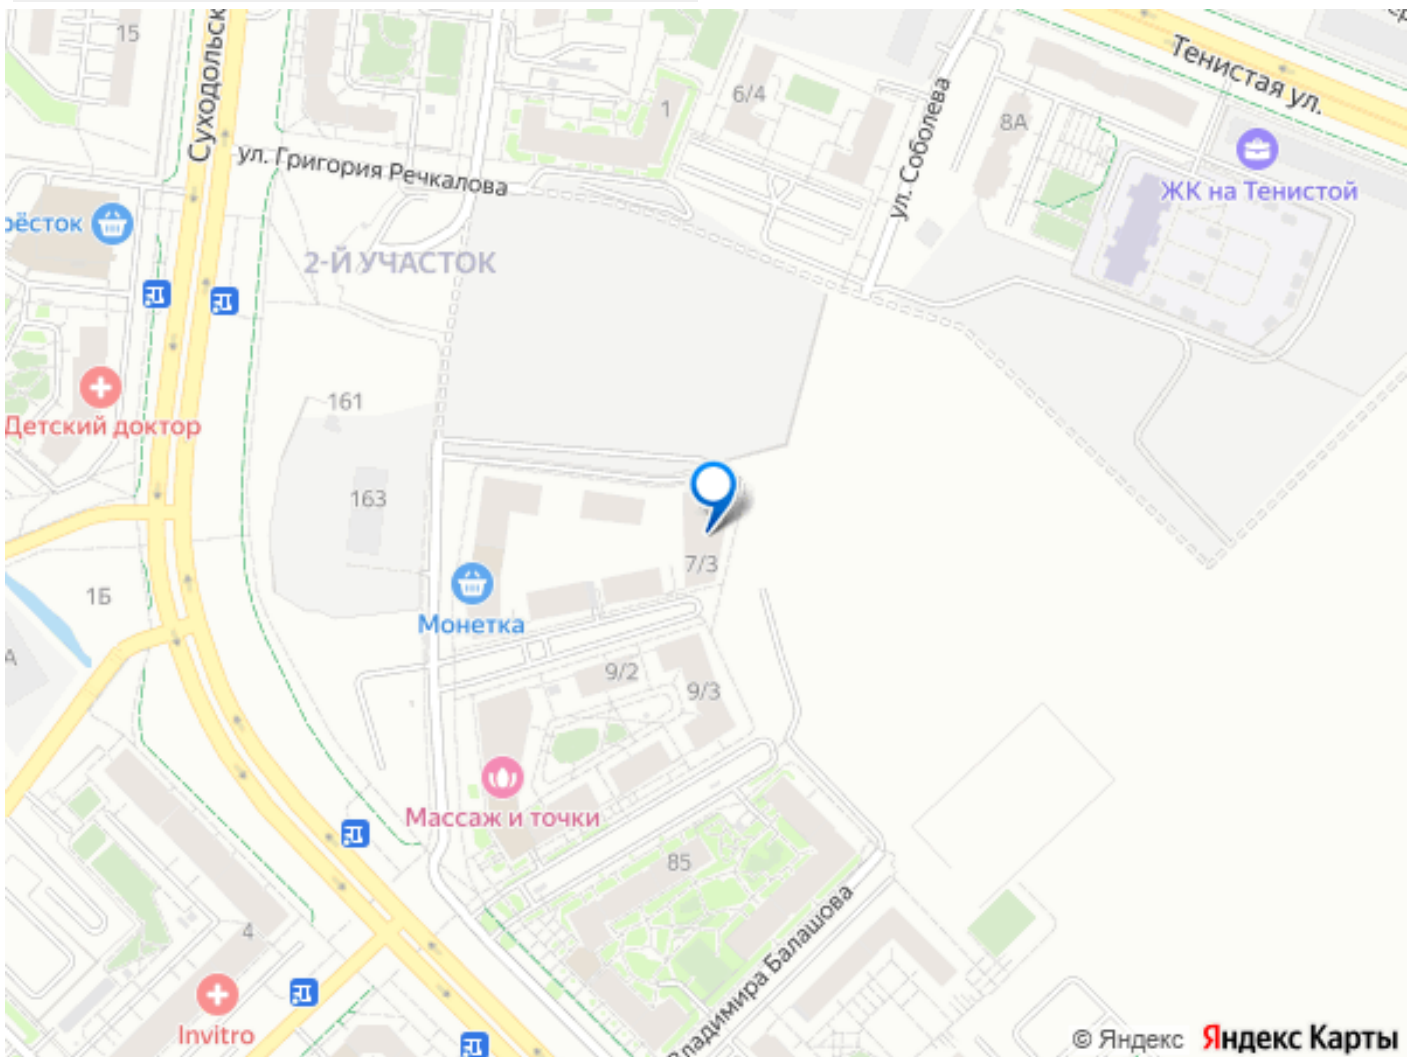 15
Суходольск
1
6/4
Тенистая ул.
ул. Соболева
8А
ул. Григория Речкалова
ЖК на Тенистой
рёсток
2-Й УЧАСТОК
161
Детский доктор
163
7/3
1Б
Монетка
А
9/2
9/3
Массаж и точки
85
4
Владимира Балашова
Invitro
© Яндекс Яндекс Карты